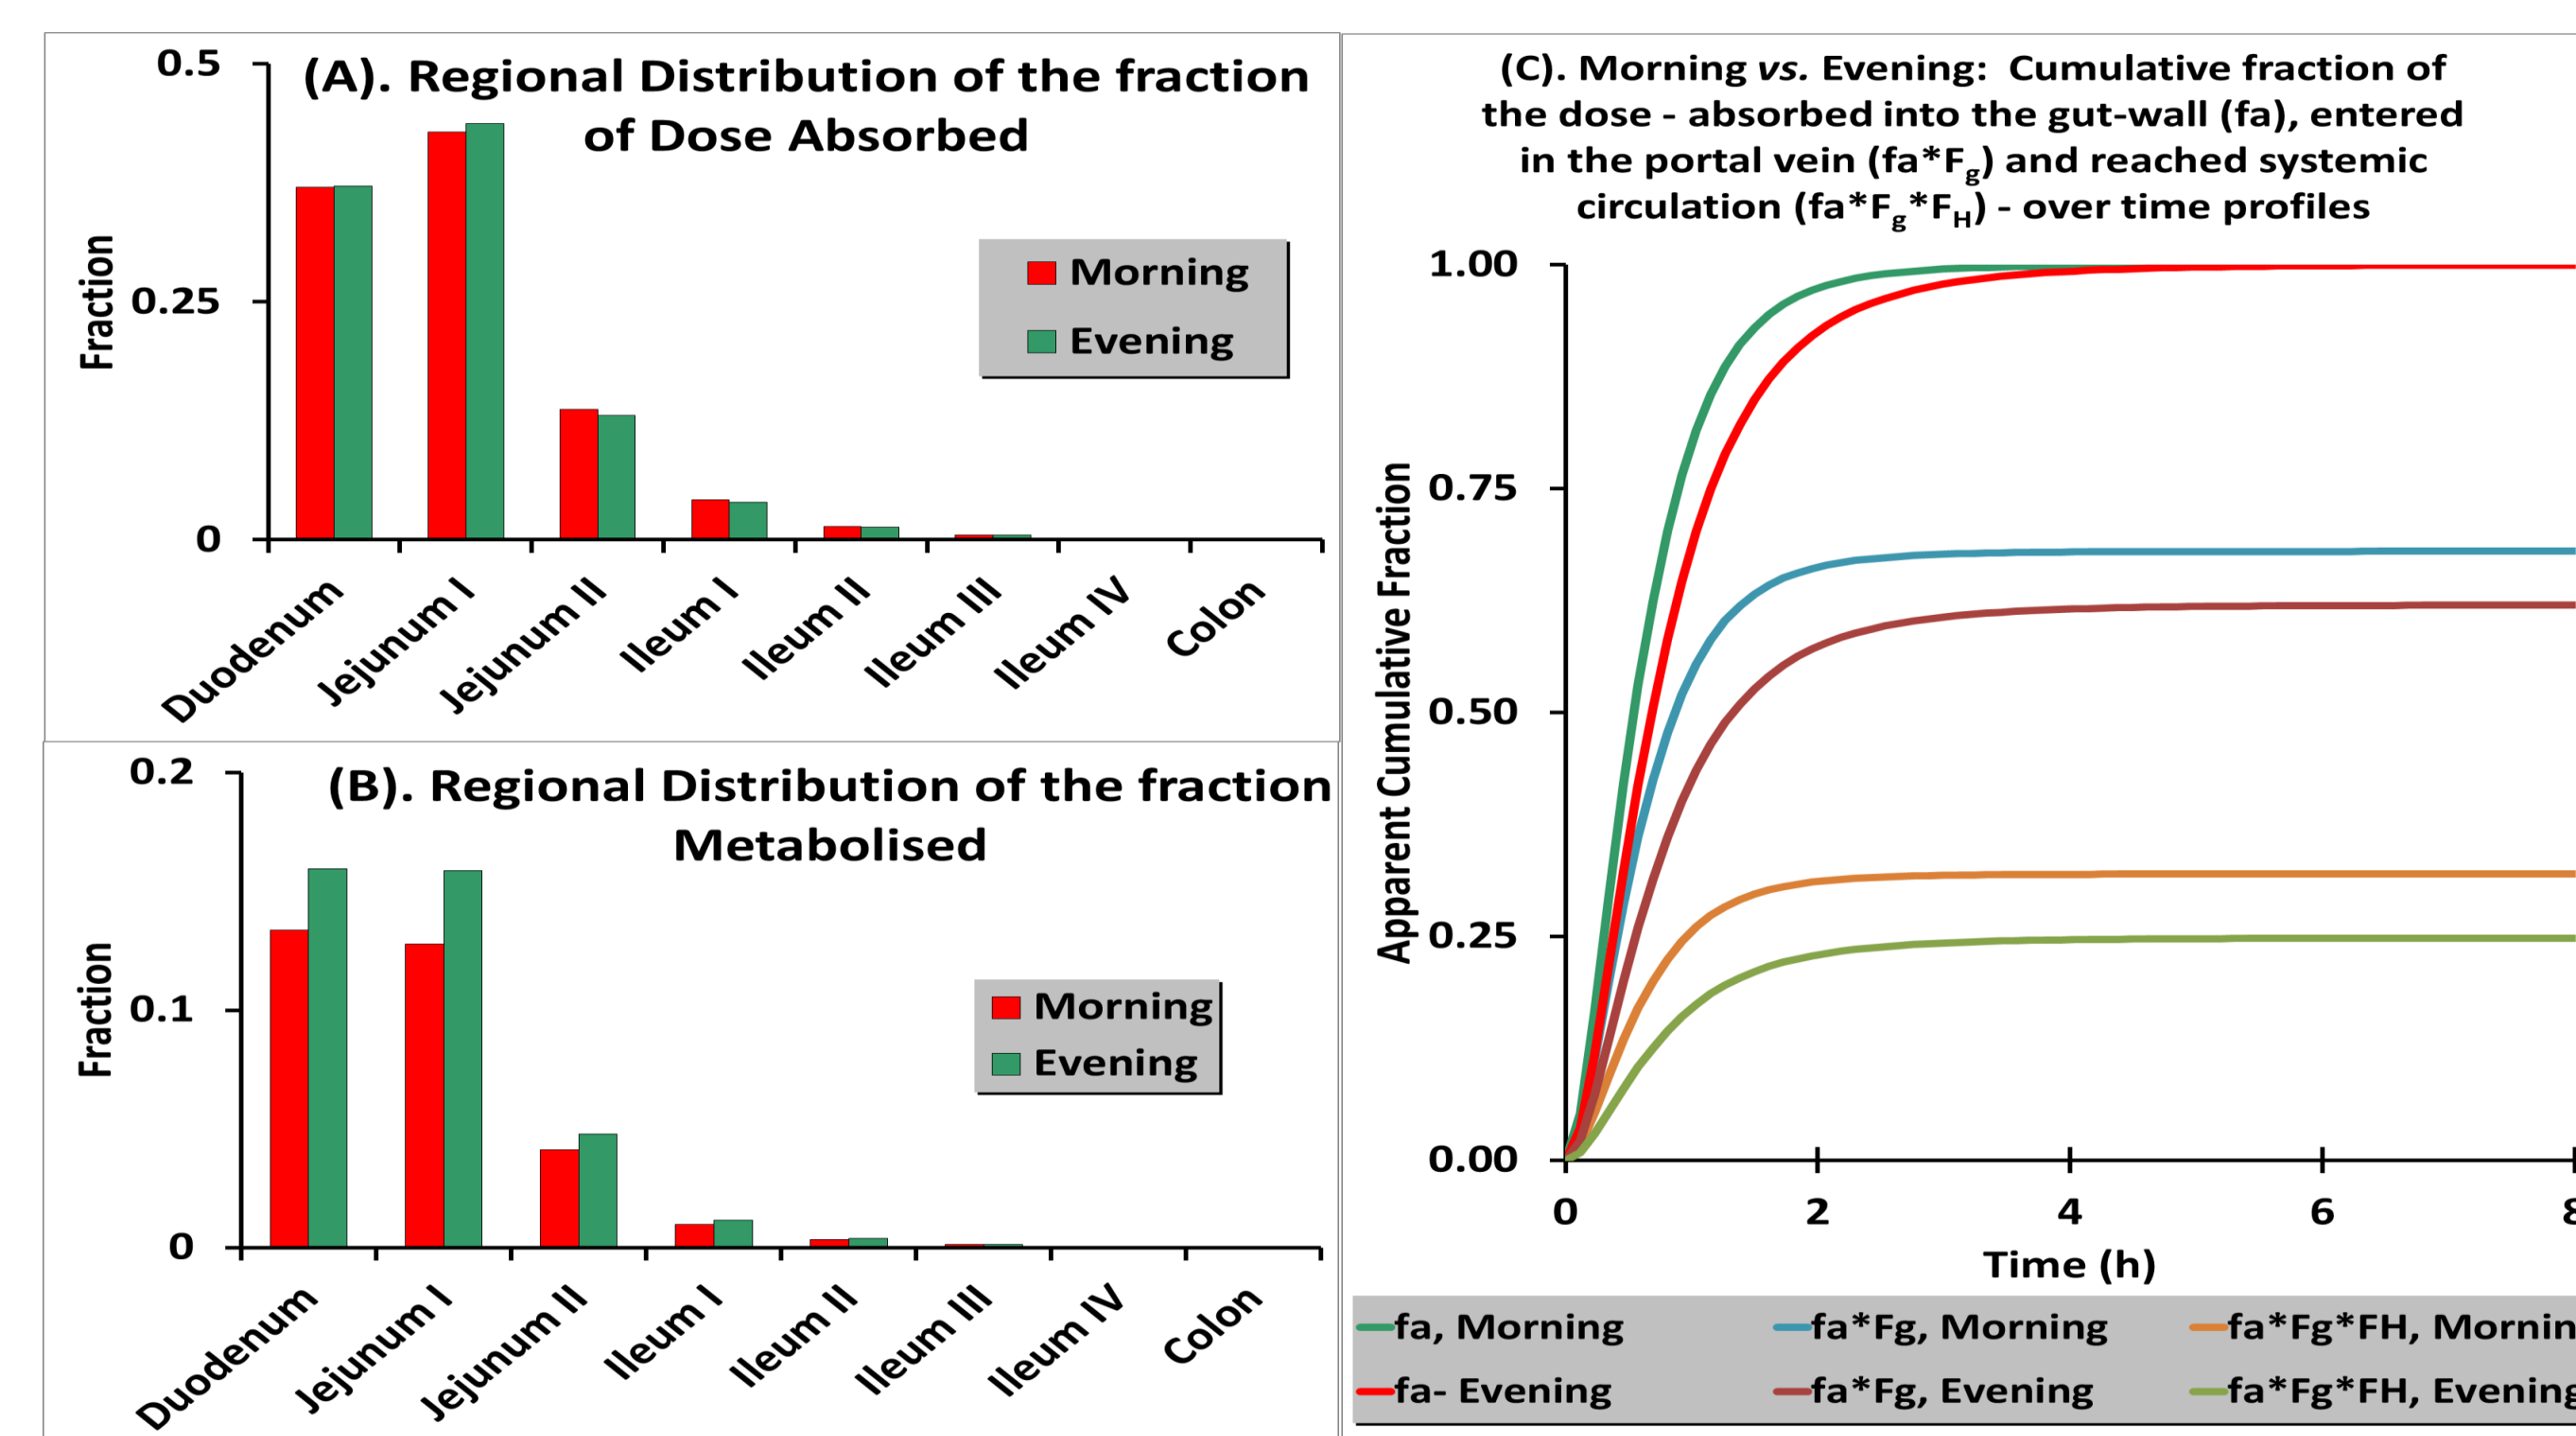 (A). Regional Distribution of the fraction
of Dose Absorbed
0.5
0.25
0
Fraction
Morning
Evening
Duodenum
Jejunum I
Jejunum II
Ileum I
Ileum II
Ileum III
Ileum IV
Colon
(B). Regional Distribution of the fraction
Metabolised
0.2
0.1
0
Fraction
Morning
Evening
Duodenum
Jejunum I
Jejunum II
Ileum I
Ileum II
Ileum III
Ileum IV
Colon
(C). Morning vs. Evening: Cumulative fraction of
the dose - absorbed into the gut-wall (fa), entered
in the portal vein (fa*Fg) and reached systemic
circulation (fa*Fg*FH) - over time profiles
1.00
0.75
0.50
0.25
0.00
Apparent Cumulative Fraction
0 2 4 6 8
Time (h)
fa, Morning fa*Fg, Morning fa*Fg*FH, Mornin
fa- Evening fa*Fg, Evening fa*Fg*FH, Evening